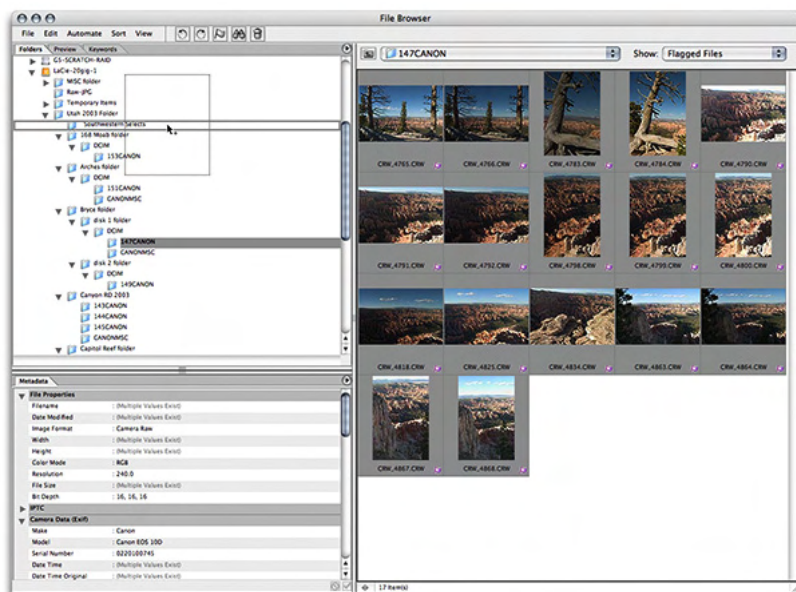 File Browser
File Edit Automate Sort View
Folders Preview Keywords
G5-SCRATCH-RAID
LaCie-20gig-1
MISC folder
Raw-JPG
Temporary Items
Utah 2003 Folder
Southwestern Selects
168 Moab folder
DCIM
153CANON
Arches folder
DCIM
151CANON
CANONMSC
Bryce folder
disk 1 folder
DCIM
147CANON
CANONMSC
disk 2 folder
DCIM
149CANON
Canyon RD 2003
143CANON
144CANON
145CANON
CANONMSC
Capitol Reef folder
Metadata
File Properties
Filename : (Multiple Values Exist)
Date Modified : (Multiple Values Exist)
Image Format : Camera Raw
Width : (Multiple Values Exist)
Height : (Multiple Values Exist)
Color Mode : RGB
Resolution : 240.0
File Size : (Multiple Values Exist)
Bit Depth : 16, 16, 16
IPTC
Camera Data (Exif)
Make : Canon
Model : Canon EOS 10D
Serial Number : 0220100745
Date Time : (Multiple Values Exist)
Date Time Original : (Multiple Values Exist)
147CANON Show: Flagged Files
CRW_4765.CRW CRW_4766.CRW CRW_4783.CRW CRW_4784.CRW CRW_4790.CRW
CRW_4791.CRW CRW_4792.CRW CRW_4798.CRW CRW_4799.CRW CRW_4800.CRW
CRW_4818.CRW CRW_4825.CRW CRW_4834.CRW CRW_4863.CRW CRW_4864.CRW
CRW_4867.CRW CRW_4868.CRW
17 Item(s)